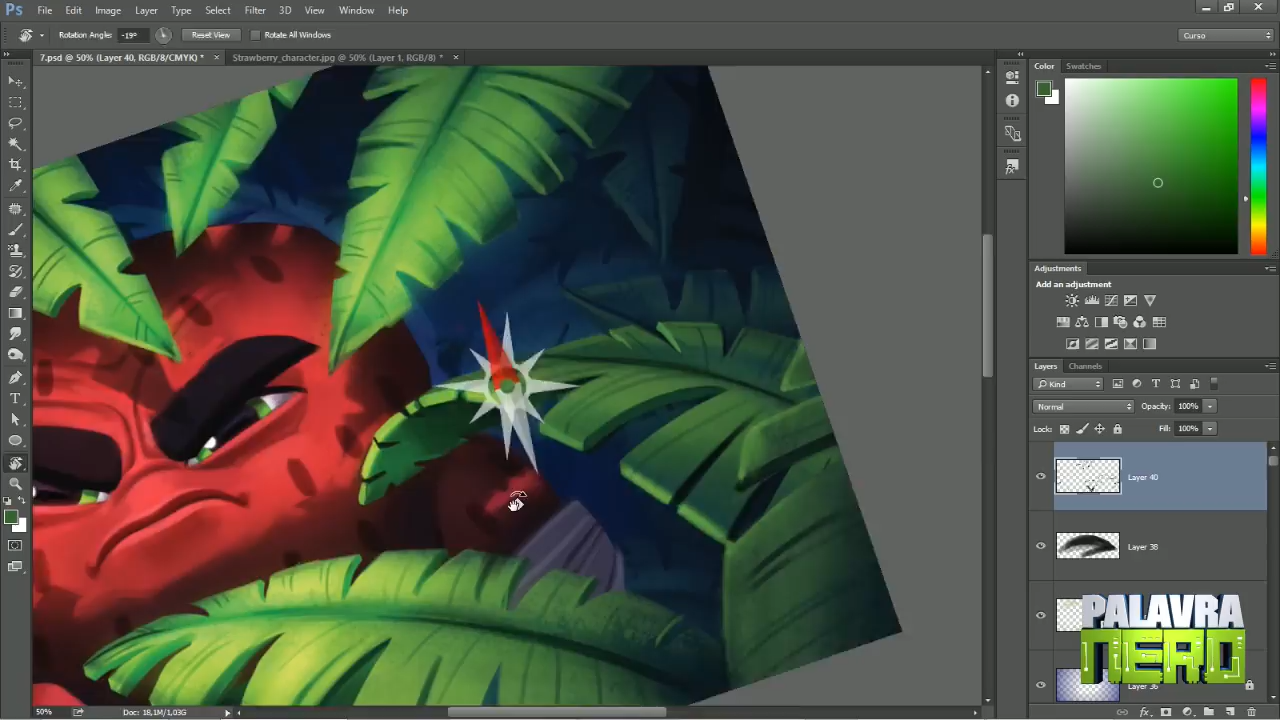 Ps File Edit Image Layer Type Select Filter 3D View Window Help
Rotation Angle: -19° Reset View Rotate All Windows Curso
7.psd @ 50% (Layer 40, RGB/8/CMYK) * × Strawberry_character.jpg @ 50% (Layer 1, RGB/8) * ×
Color Swatches
Adjustments
Add an adjustment
Layers Channels
Kind
Normal Opacity: 100%
Lock: Fill: 100%
Layer 40
Layer 38
PALAVRA
NERD
Layer 36
50% Doc: 18,1M/1,03G